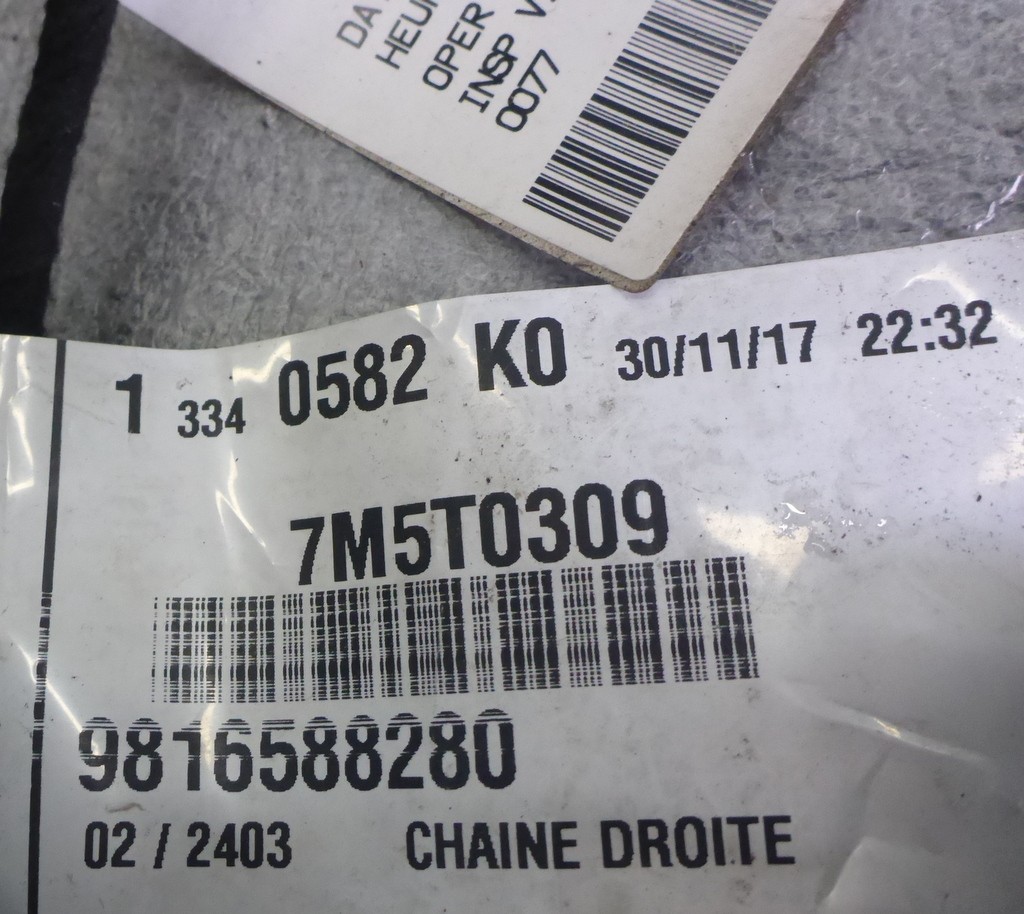 DA
HEU
OPER
INSP V
0077
1 334 0582 K0 30/11/17 22:32
7M5T0309
9816588280
02 / 2403 CHAINE DROITE